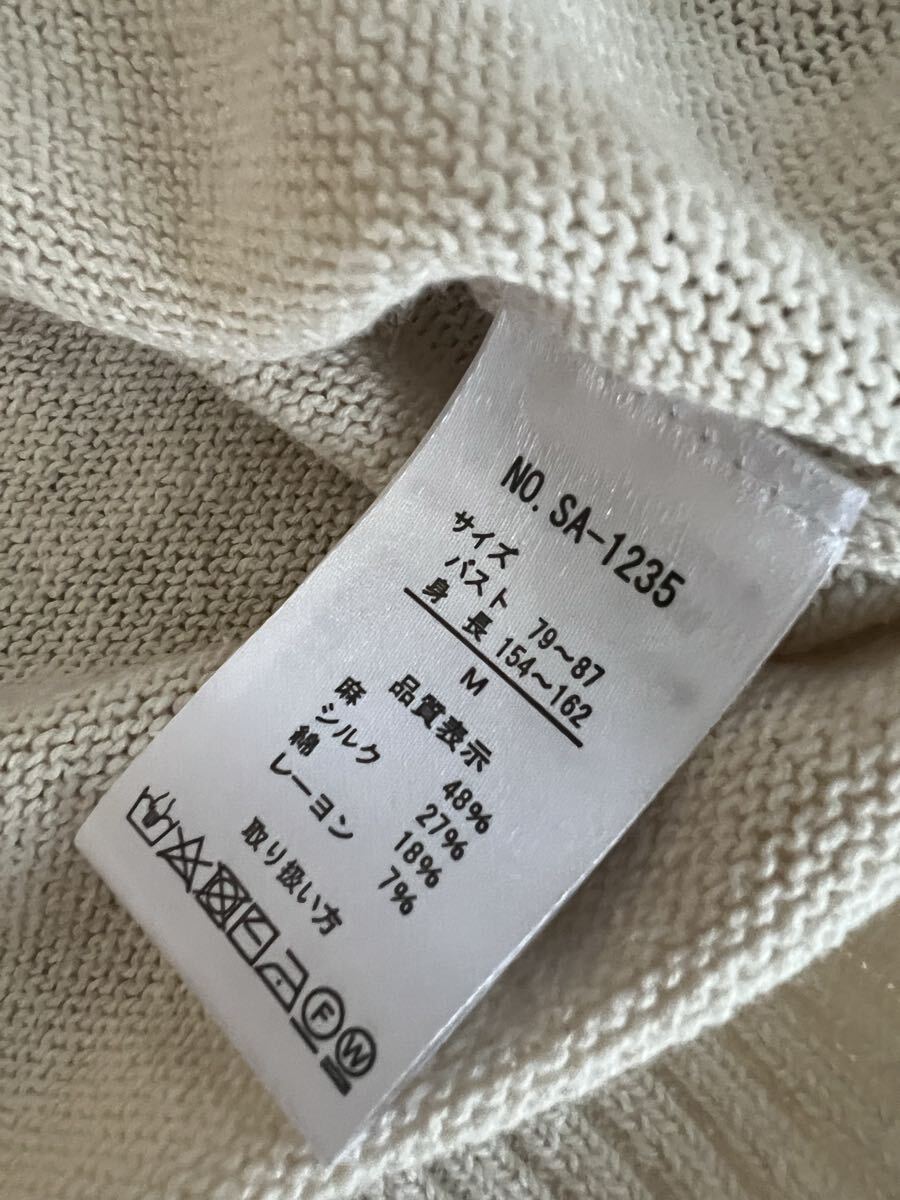 NO. SA-1235
サイズ
バスト 79～87
身長 154～162
M
品質表示
麻 48%
シルク 27%
綿 18%
レーヨン 7%
取り扱い方
F W